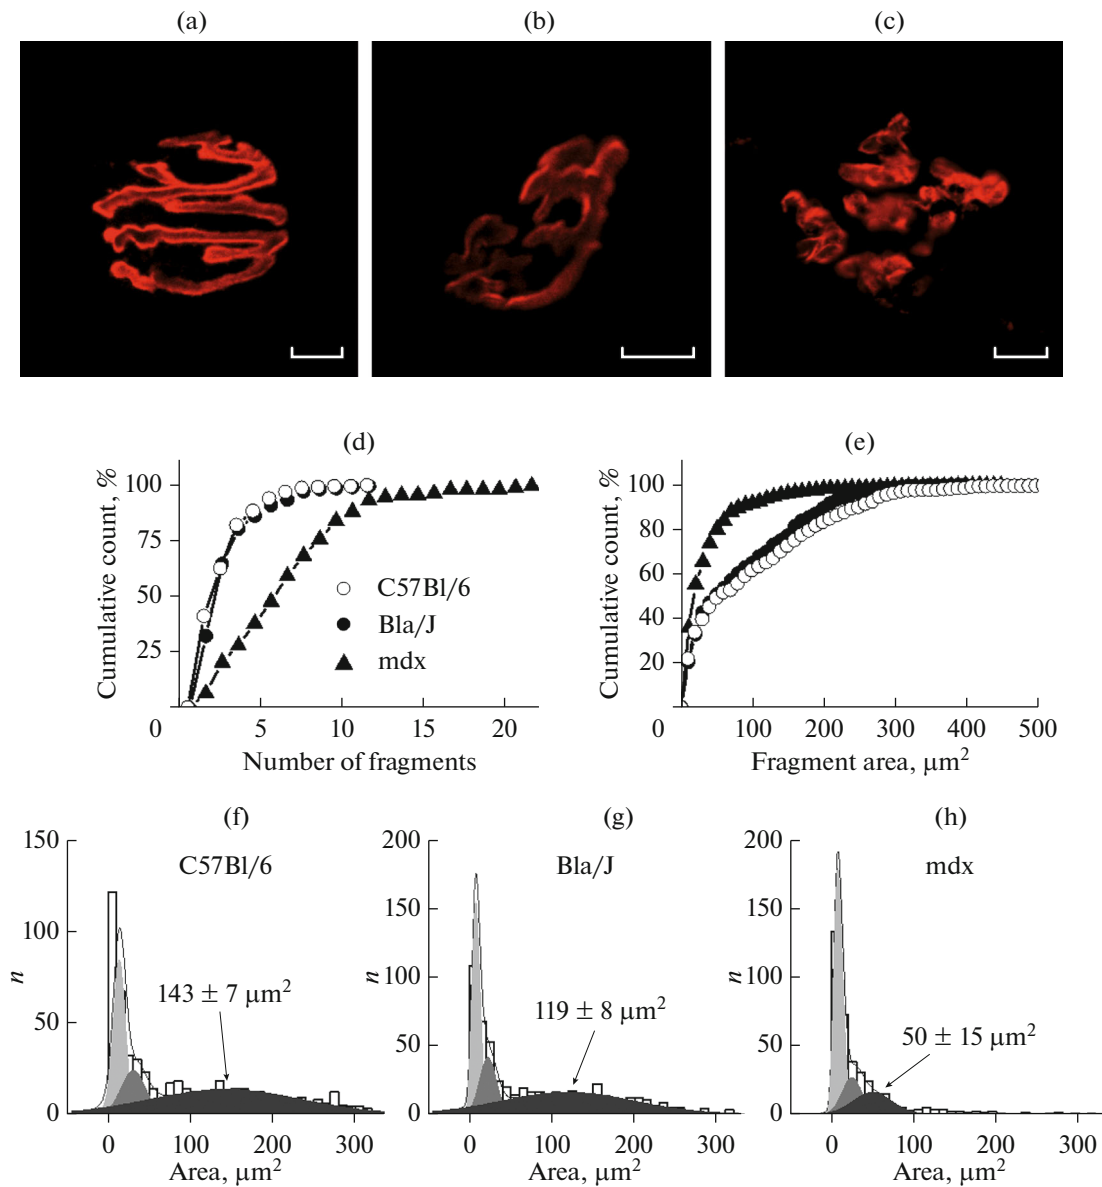 (a) (b) (c)
(d) (e)
Cumulative count, %
100
75
50
25
0 5 10 15 20
Number of fragments
C57Bl/6
Bla/J
mdx
Cumulative count, %
100
80
60
40
20
0 100 200 300 400 500
Fragment area, μm²
(f) (g) (h)
C57Bl/6
n
150
100
50
0
143 ± 7 μm²
0 100 200 300
Area, μm²
Bla/J
n
200
150
100
50
0
119 ± 8 μm²
0 100 200 300
Area, μm²
mdx
n
200
150
100
50
0
50 ± 15 μm²
0 100 200 300
Area, μm²